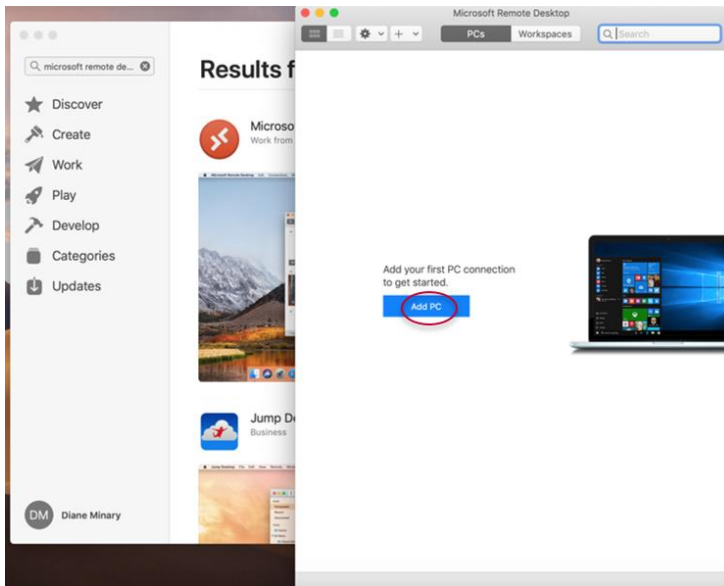 microsoft remote de...
Discover
Create
Work
Play
Develop
Categories
Updates
DM
Diane Minary
Results f
Microso
Work from
Jump De
Business
Microsoft Remote Desktop
PCs
Workspaces
Search
Add your first PC connection
to get started.
Add PC